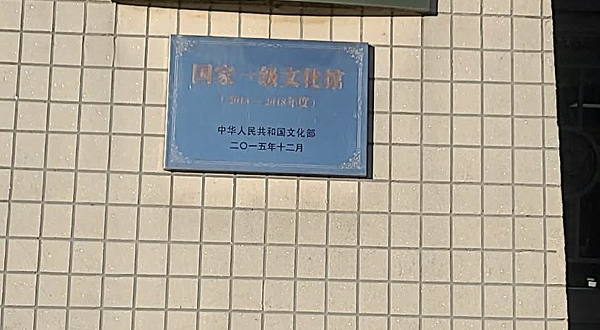 国家一级文化馆
中华人民共和国文化部
二〇一五年十二月